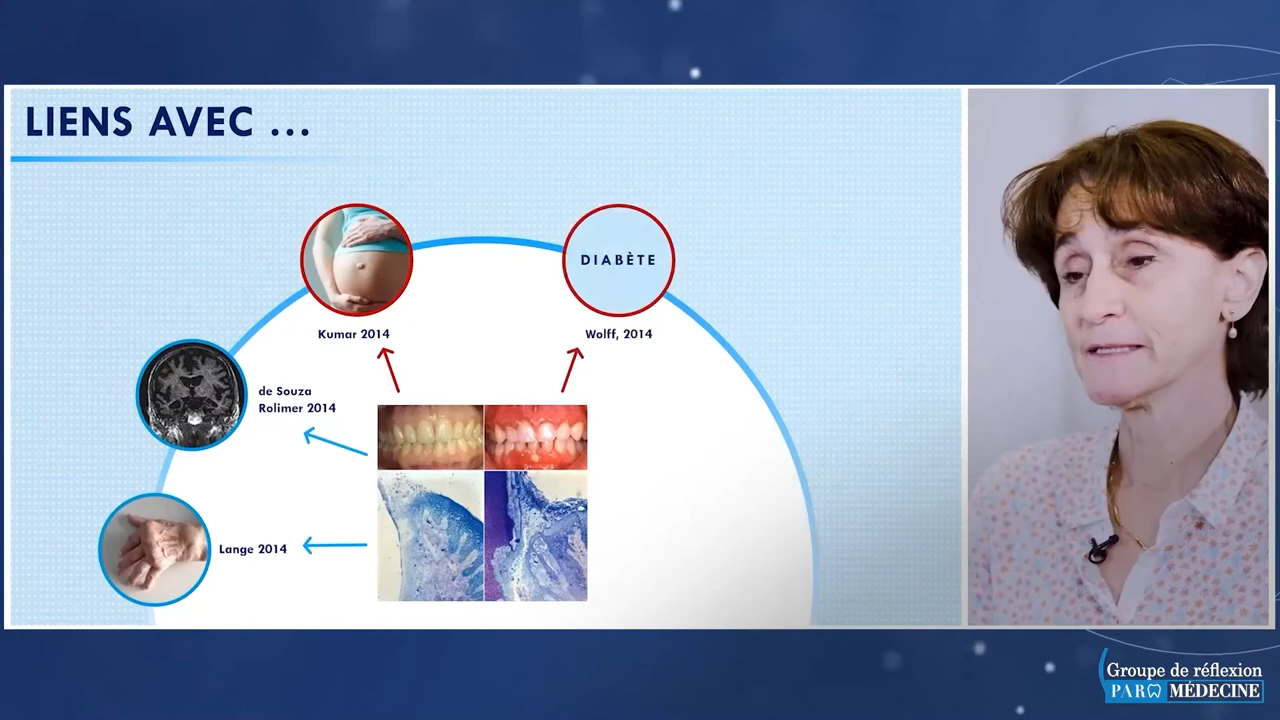 LIENS AVEC ...
DIABÈTE
Kumar 2014
Wolff, 2014
de Souza
Rolimer 2014
Lange 2014
Groupe de réflexion
PARO MÉDECINE